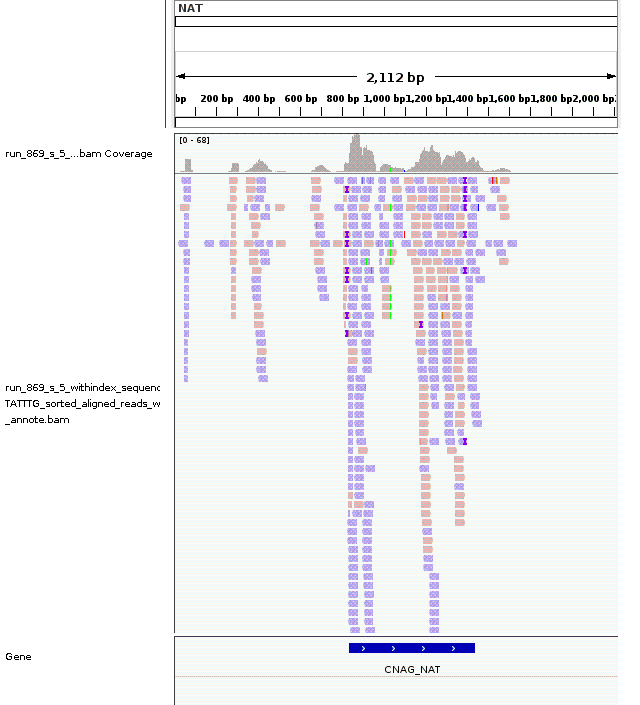 NAT
2,112 bp
bp 200 bp 400 bp 600 bp 800 bp 1,000 bp 1,200 bp 1,400 bp 1,600 bp 1,800 bp 2,000 bp
[0 - 68]
run_869_s_5_...bam Coverage
run_869_s_5_withindex_sequenc
TATTTG_sorted_aligned_reads_w
_annote.bam
Gene
CNAG_NAT